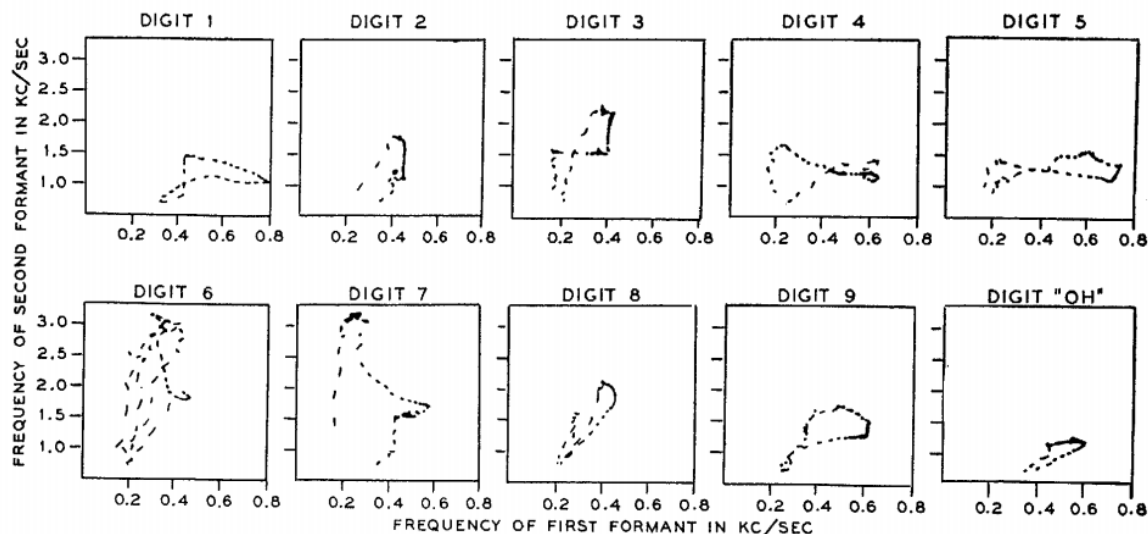 DIGIT 1 DIGIT 2 DIGIT 3 DIGIT 4 DIGIT 5
FREQUENCY OF SECOND FORMANT IN KC/SEC
3.0
2.5
2.0
1.5
1.0
0.2 0.4 0.6 0.8 0.2 0.4 0.6 0.8 0.2 0.4 0.6 0.8 0.2 0.4 0.6 0.8 0.2 0.4 0.6 0.8
DIGIT 6 DIGIT 7 DIGIT 8 DIGIT 9 DIGIT "OH"
3.0
2.5
2.0
1.5
1.0
0.2 0.4 0.6 0.8 0.2 0.4 0.6 0.8 0.2 0.4 0.6 0.8 0.2 0.4 0.6 0.8 0.2 0.4 0.6 0.8
FREQUENCY OF FIRST FORMANT IN KC/SEC